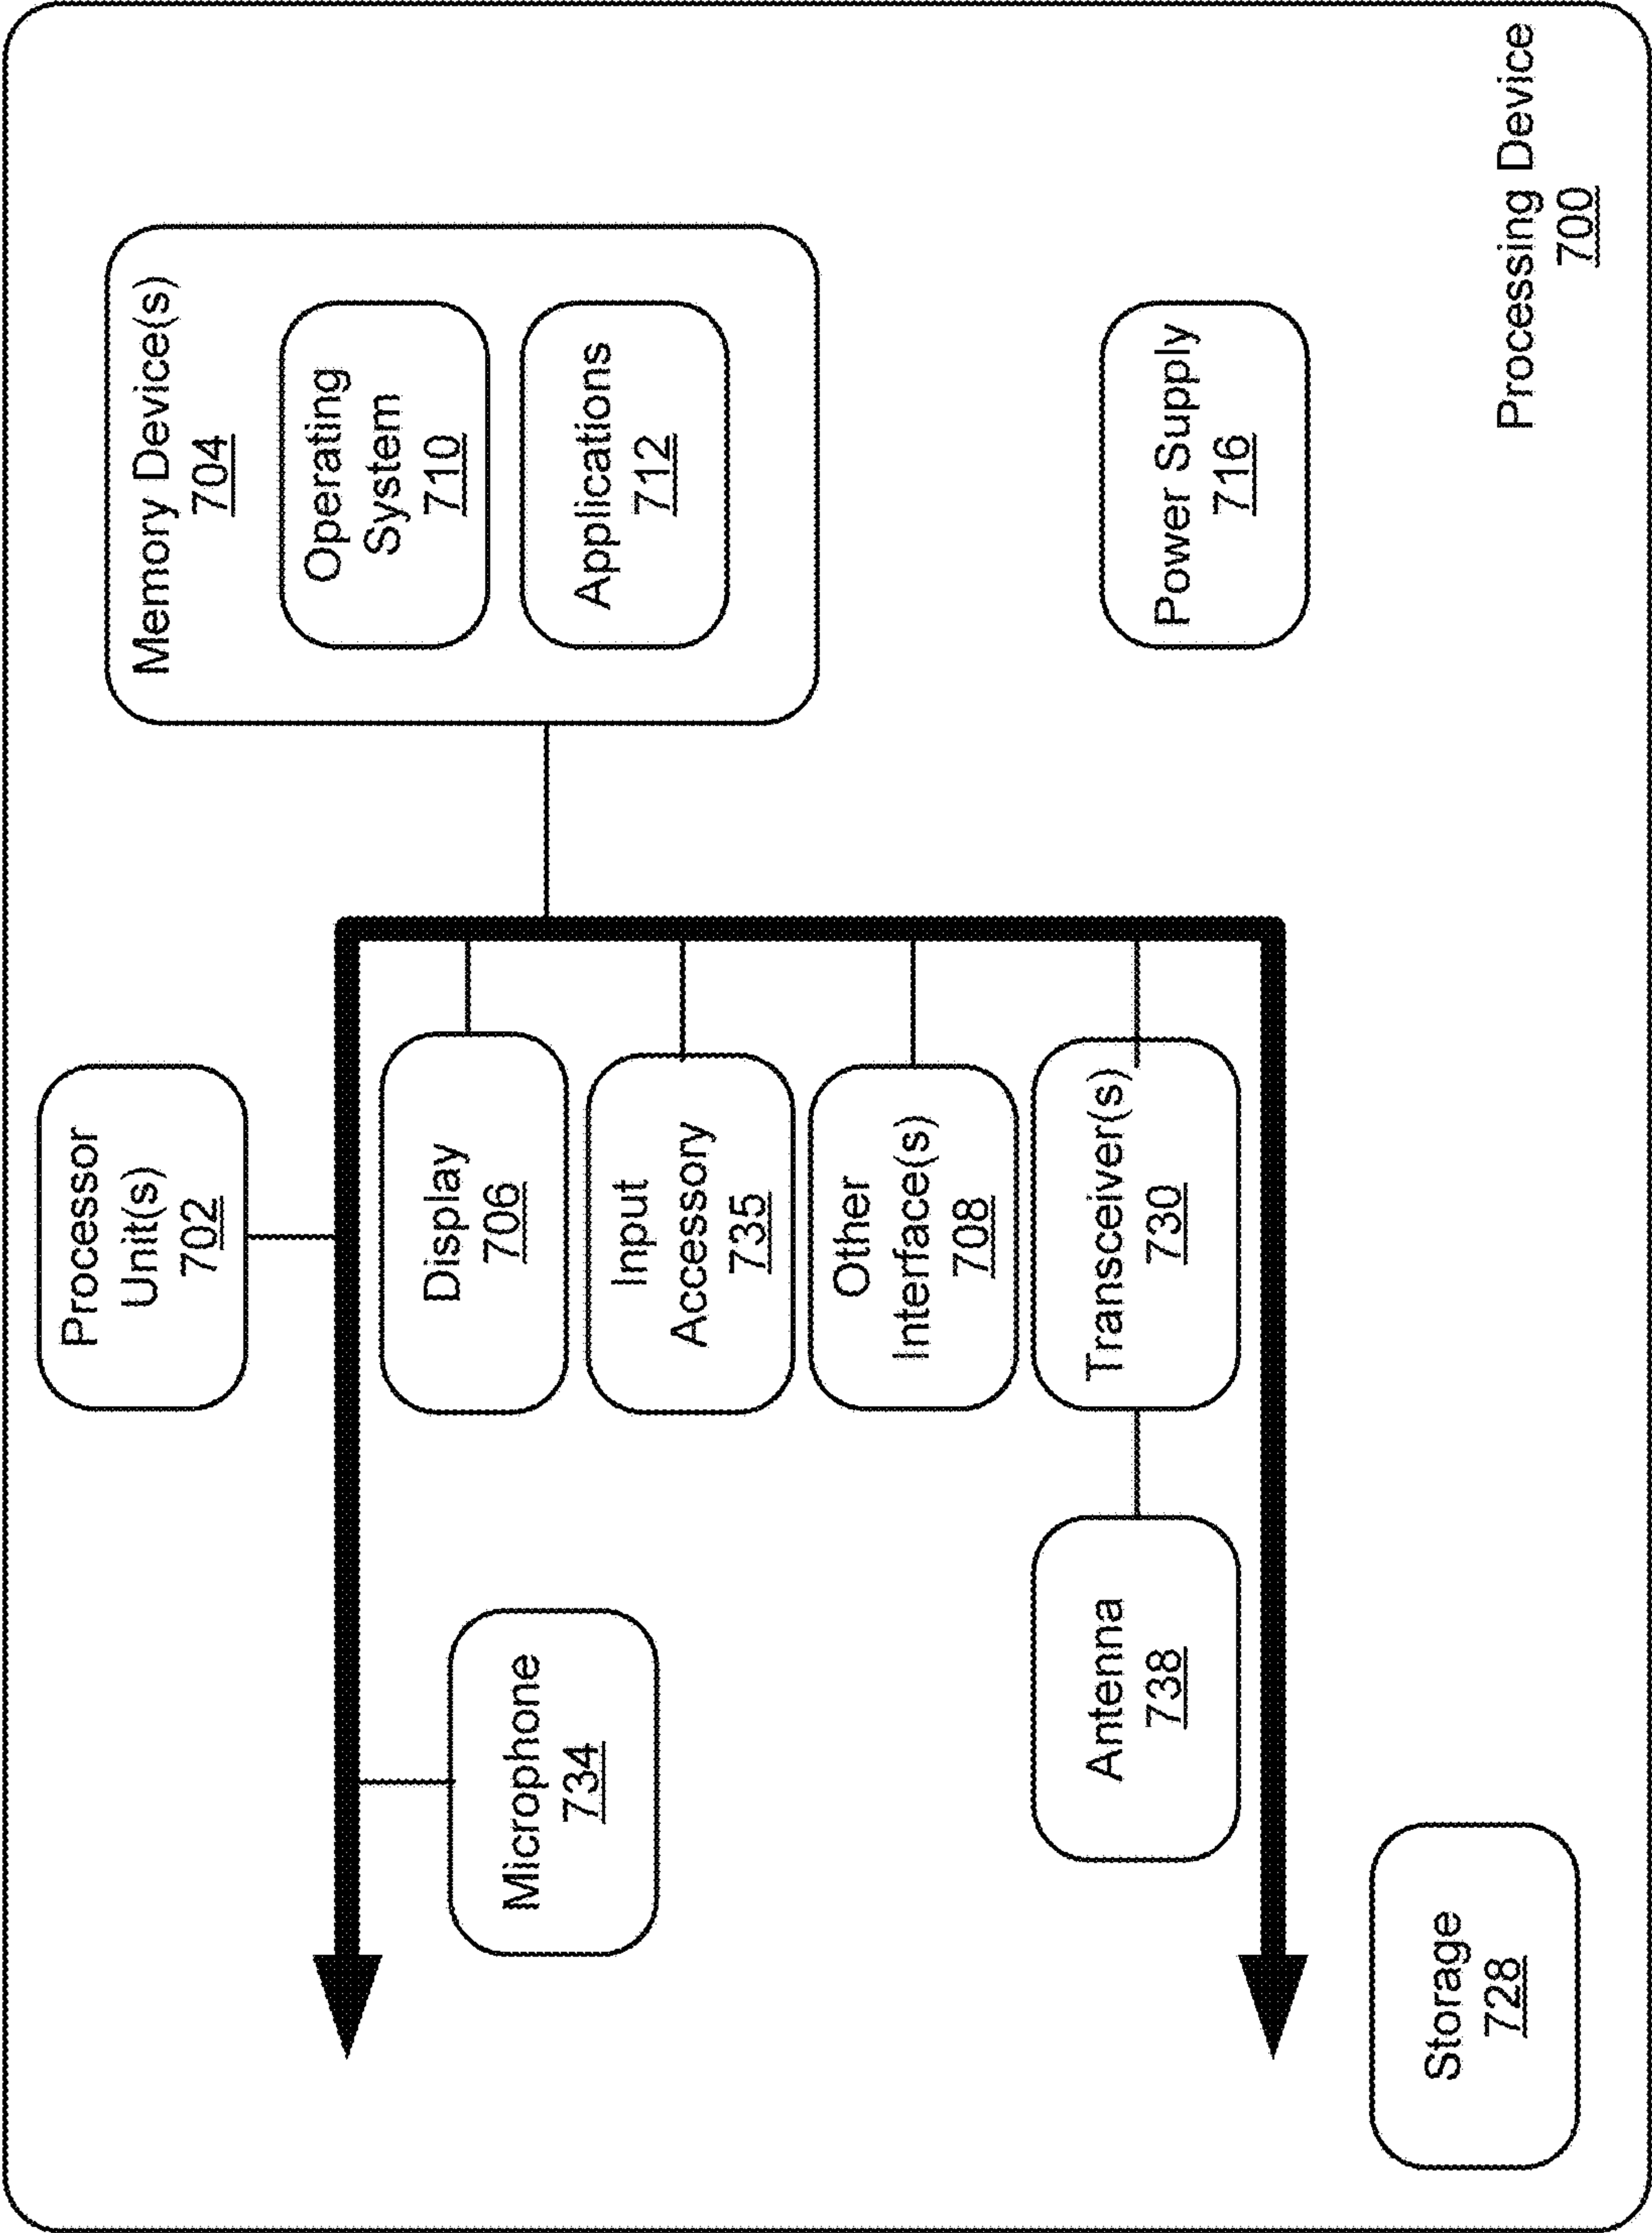 Processor
Unit(s)
702
Memory Device(s)
704
Operating
System
710
Applications
712
Display
706
Input
Accessory
735
Other
Interface(s)
708
Transceiver(s)
730
Microphone
734
Antenna
738
Power Supply
716
Storage
728
Processing Device
700